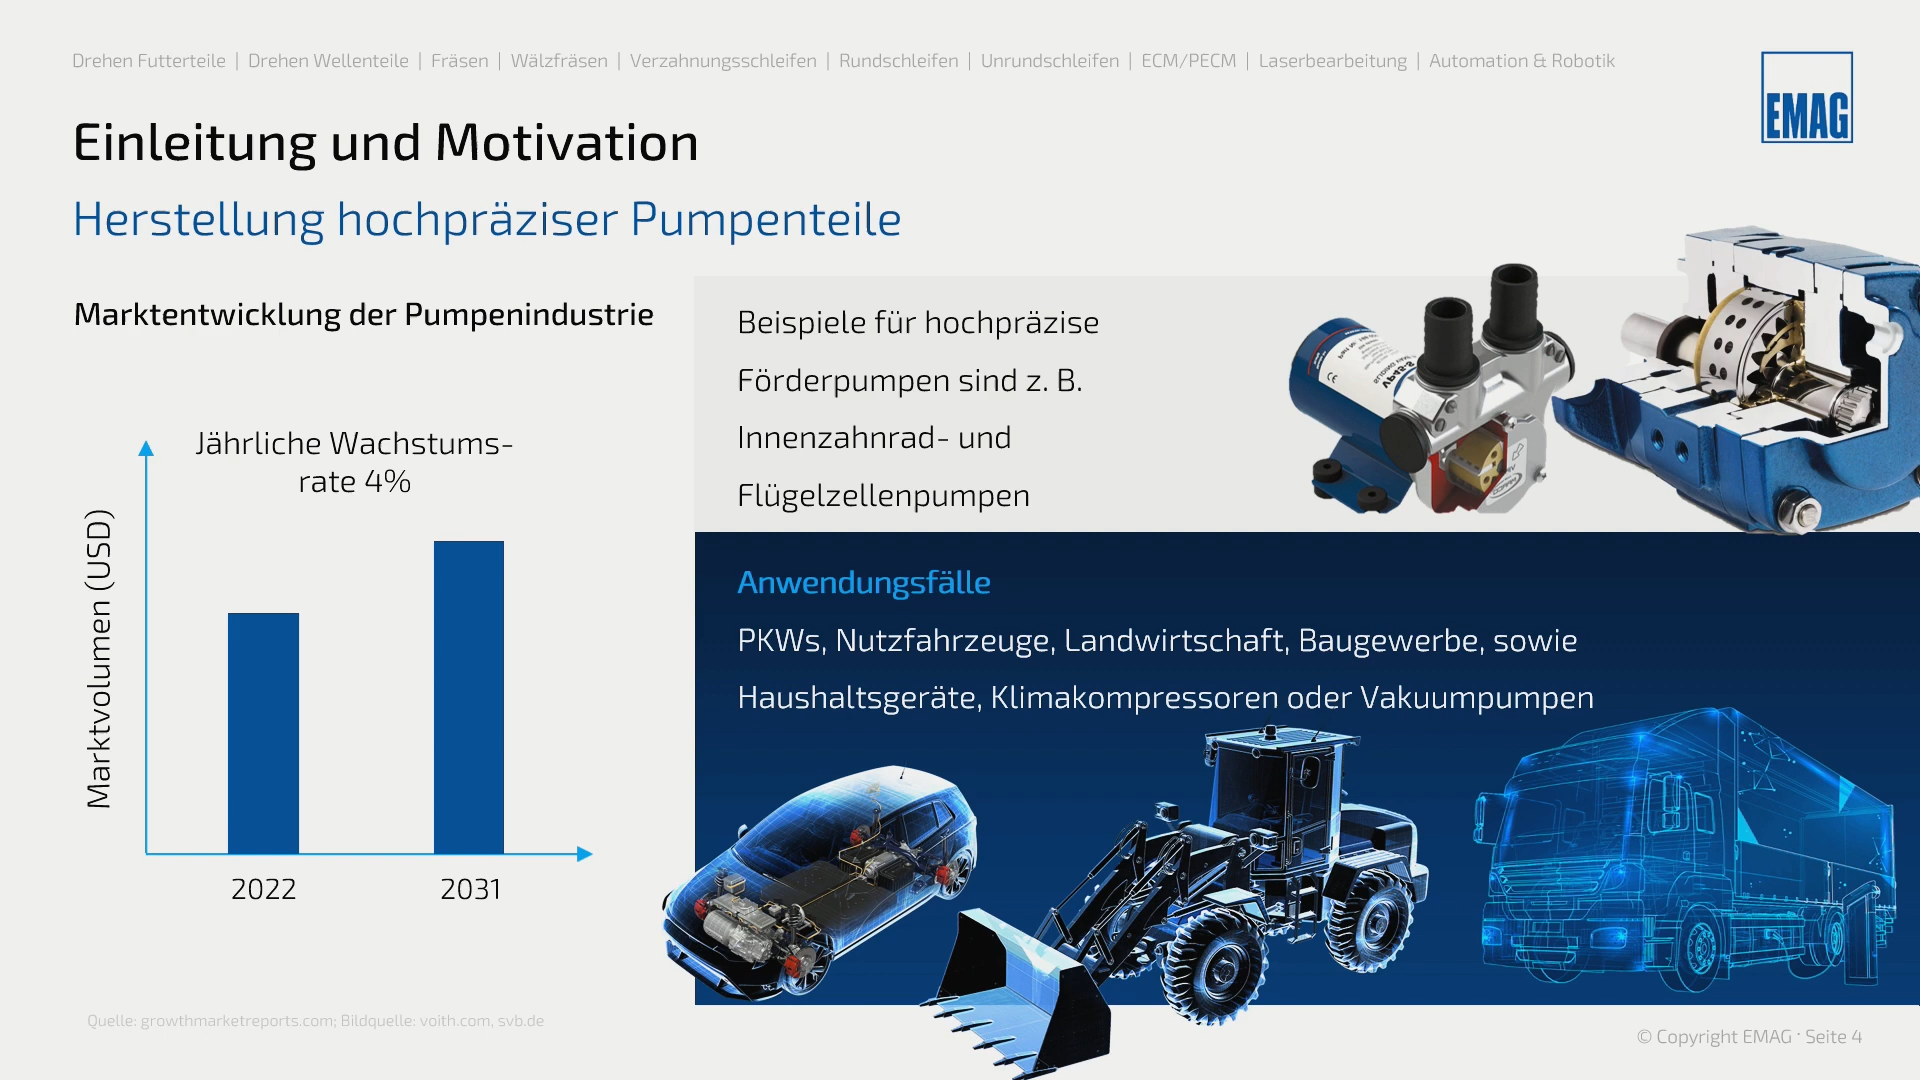 Drehen Futterteile | Drehen Wellenteile | Fräsen | Wälzfräsen | Verzahnungsschleifen | Rundschleifen | Unrundschleifen | ECM/PECM | Laserbearbeitung | Automation & Robotik
EMAG
Einleitung und Motivation
Herstellung hochpräziser Pumpenteile
Marktentwicklung der Pumpenindustrie
Jährliche Wachstums-
rate 4%
Marktvolumen (USD)
2022
2031
Beispiele für hochpräzise
Förderpumpen sind z. B.
Innenzahnrad- und
Flügelzellenpumpen
Anwendungsfälle
PKWs, Nutzfahrzeuge, Landwirtschaft, Baugewerbe, sowie
Haushaltsgeräte, Klimakompressoren oder Vakuumpumpen
Quelle: growthmarketreports.com; Bildquelle: voith.com, svb.de
© Copyright EMAG · Seite 4